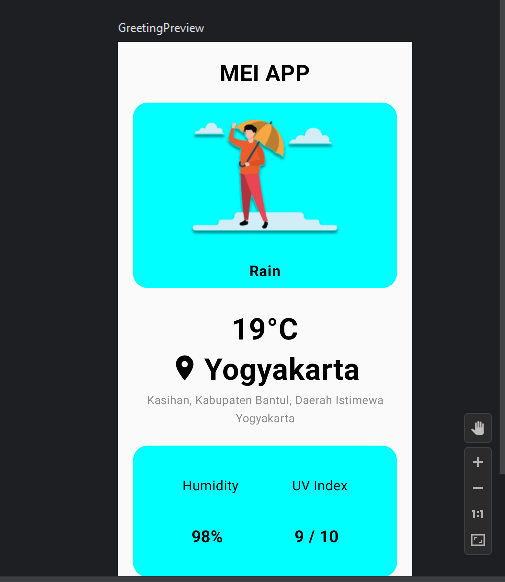 GreetingPreview
MEI APP
Rain
19°C
Yogyakarta
Kasihan, Kabupaten Bantul, Daerah Istimewa
Yogyakarta
Humidity
UV Index
98%
9 / 10
1:1